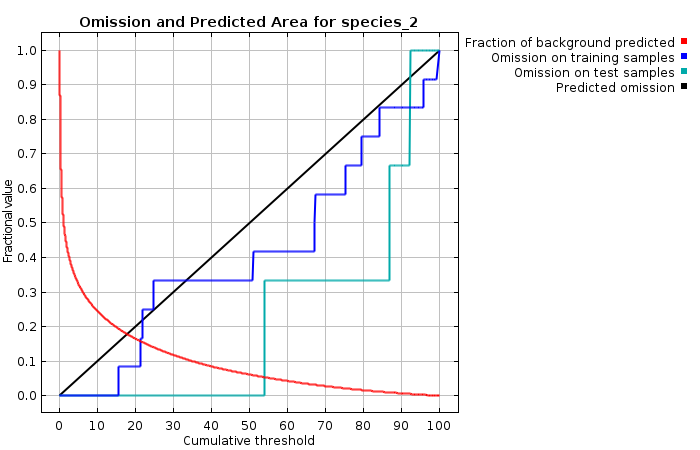 Omission and Predicted Area for species_2
Fraction of background predicted
Omission on training samples
Omission on test samples
Predicted omission
Fractional value
1.0
0.9
0.8
0.7
0.6
0.5
0.4
0.3
0.2
0.1
0.0
0 10 20 30 40 50 60 70 80 90 100
Cumulative threshold